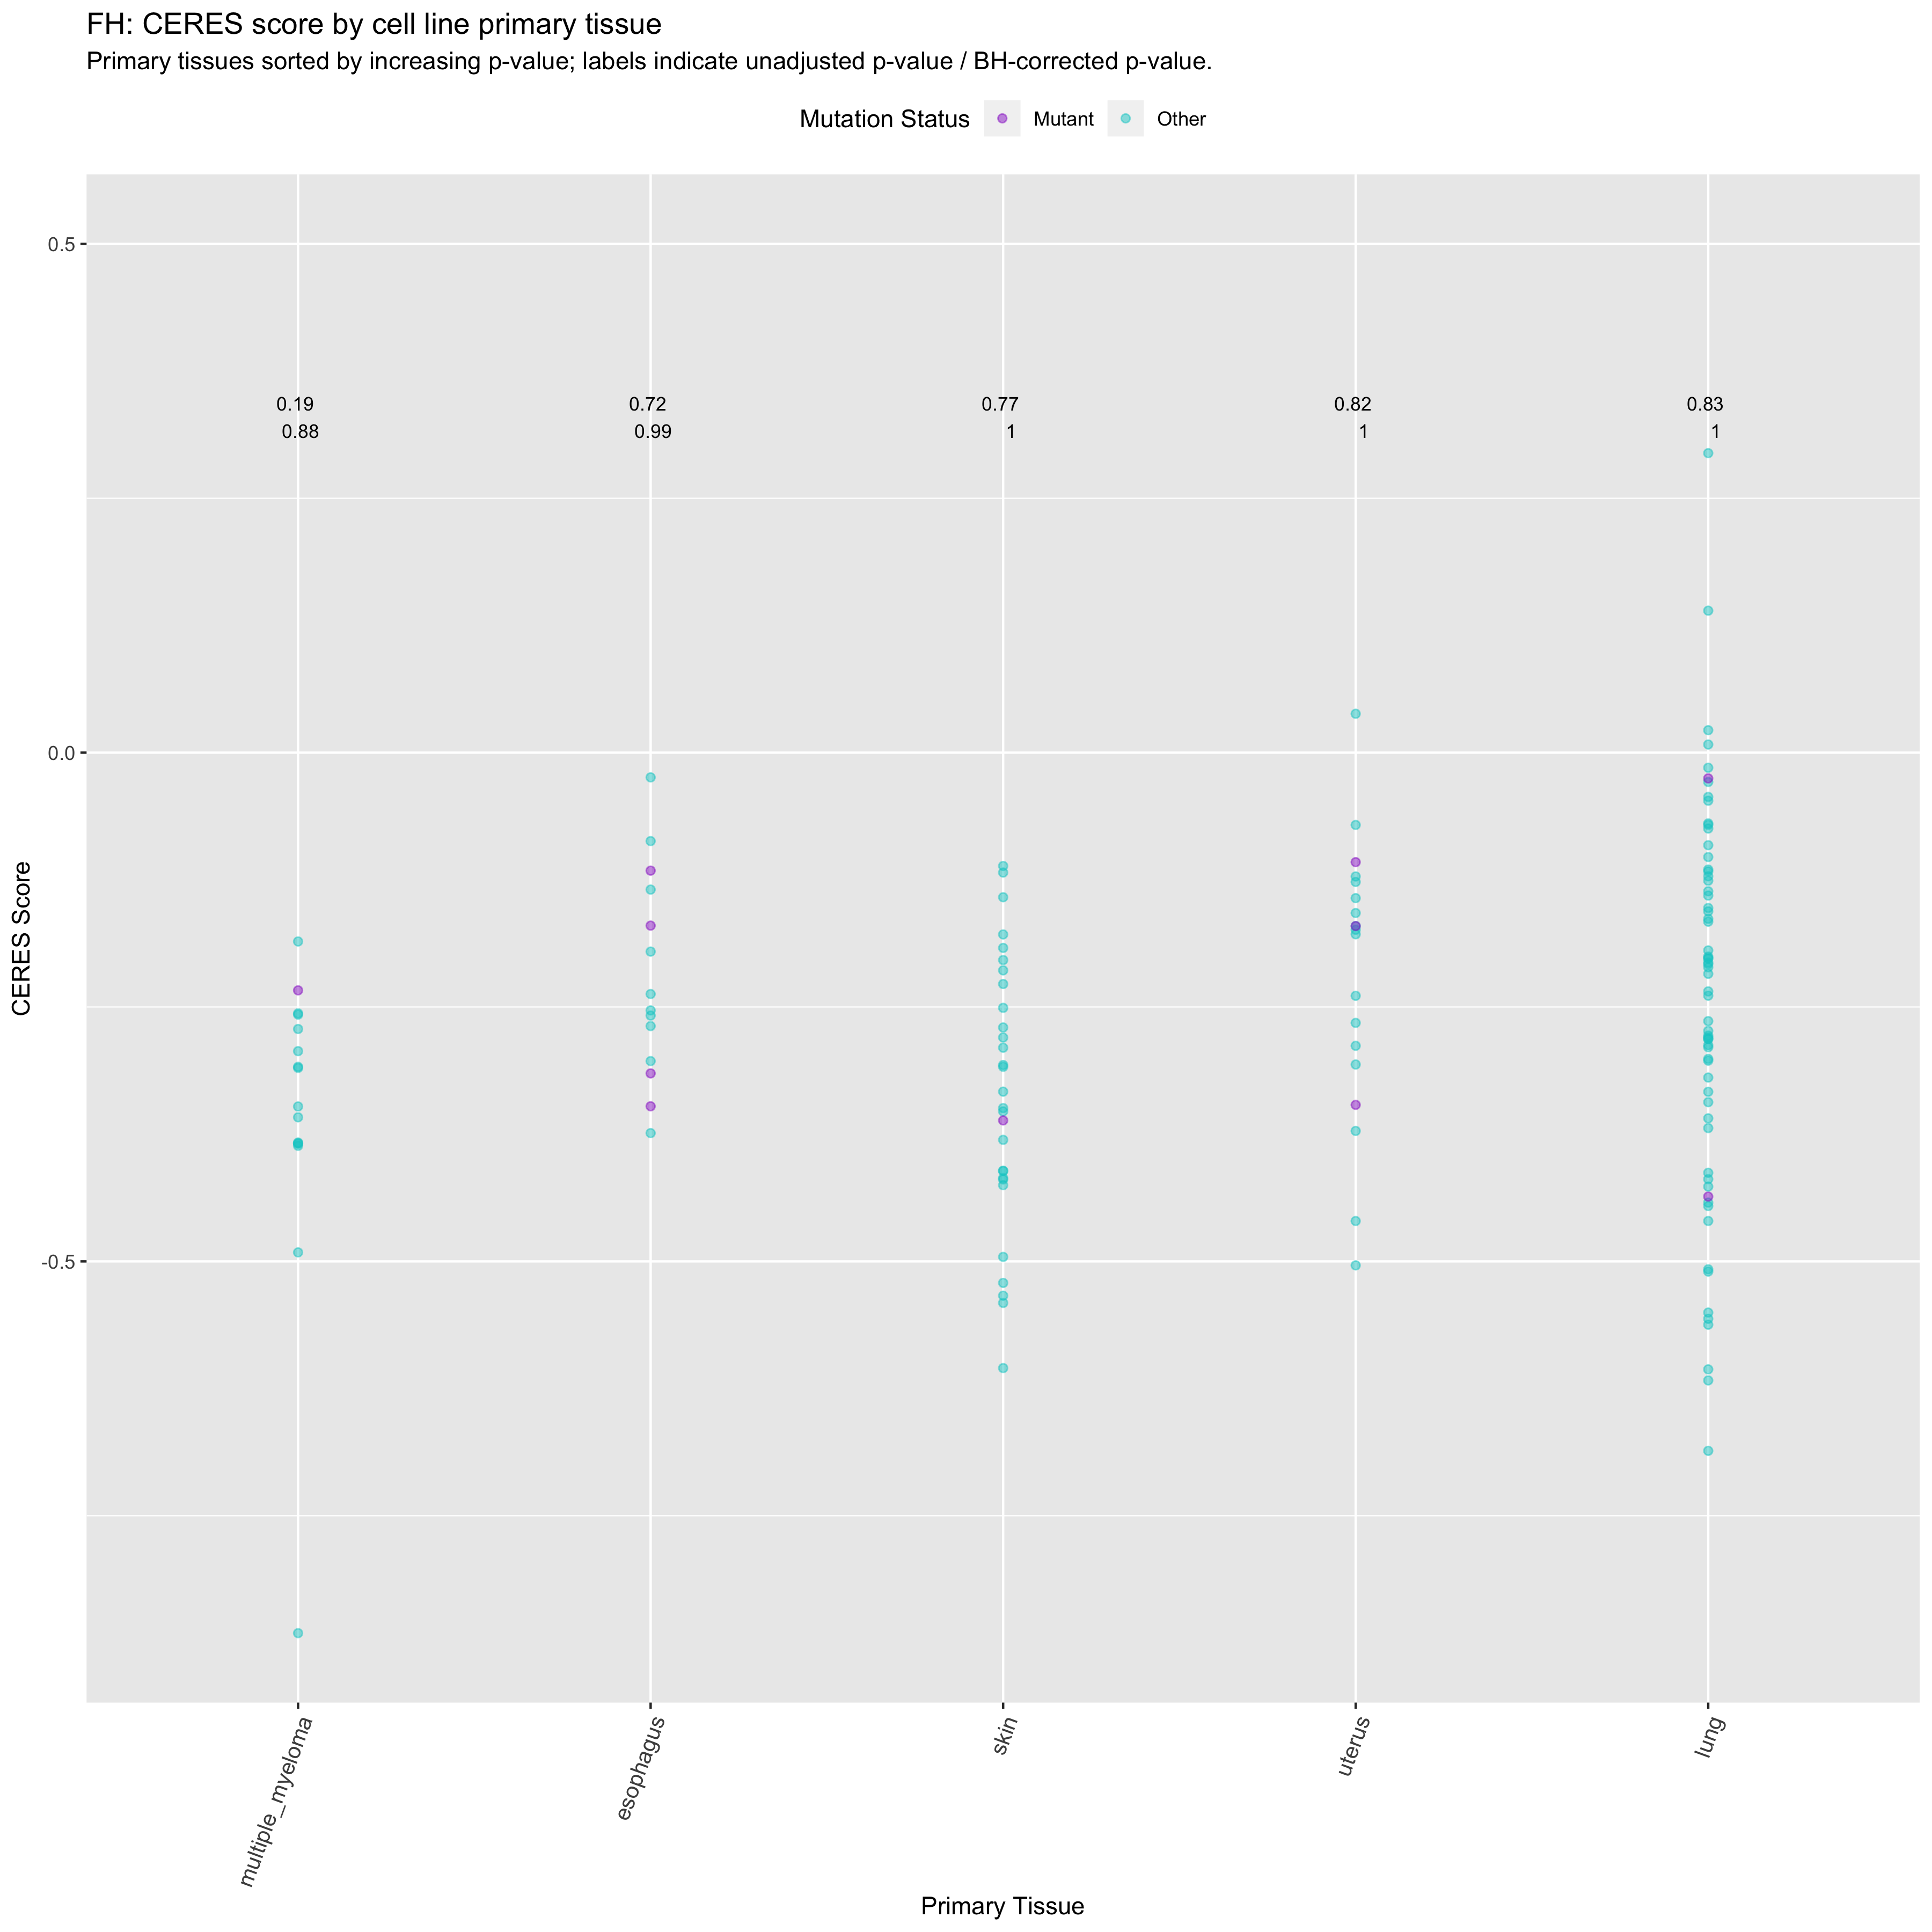 FH: CERES score by cell line primary tissue
Primary tissues sorted by increasing p-value; labels indicate unadjusted p-value / BH-corrected p-value.
Mutation Status Mutant Other
0.5
0.19 0.72 0.77 0.82 0.83
0.88 0.99 1 1 1
0.0
CERES Score
-0.5
multiple_myeloma esophagus skin uterus lung
Primary Tissue